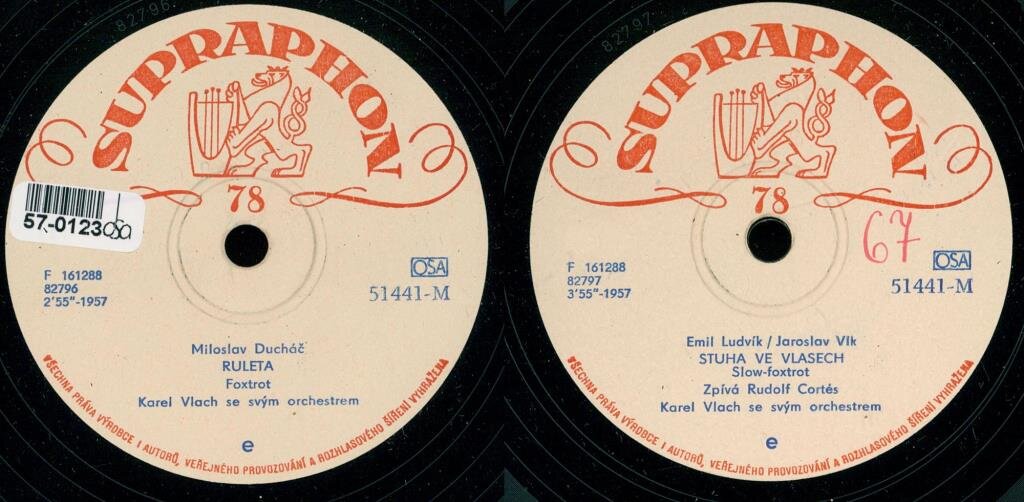 82796
SUPRAPHON
78
57-0123 osa
F 161288
82796
2'55"-1957
OSA
51441-M
Miloslav Ducháč
RULETA
Foxtrot
Karel Vlach se svým orchestrem
e
VŠECHNA PRÁVA VÝROBCE I AUTORŮ, VEŘEJNÉHO PROVOZOVÁNÍ A ROZHLASOVÉHO ŠÍŘENÍ VYHRAŽENA
82797
SUPRAPHON
78
67
F 161288
82797
3'55"-1957
OSA
51441-M
Emil Ludvík / Jaroslav Vlk
STUHA VE VLASECH
Slow-foxtrot
Zpívá Rudolf Cortés
Karel Vlach se svým orchestrem
e
VŠECHNA PRÁVA VÝROBCE I AUTORŮ, VEŘEJNÉHO PROVOZOVÁNÍ A ROZHLASOVÉHO ŠÍŘENÍ VYHRAŽENA